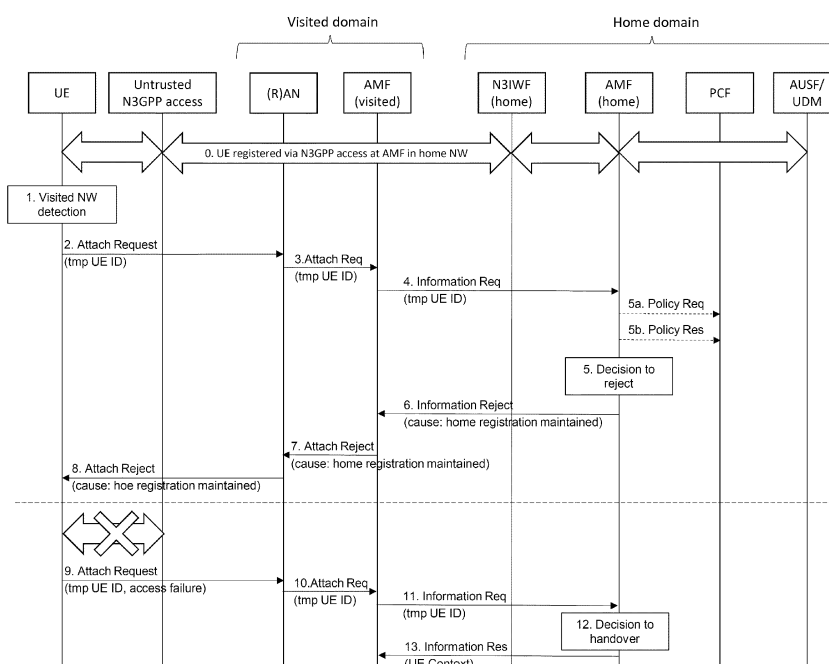 Visited domain
Home domain
UE
Untrusted
N3GPP access
(R)AN
AMF
(visited)
N3IWF
(home)
AMF
(home)
PCF
AUSF/
UDM
0. UE registered via N3GPP access at AMF in home NW
1. Visited NW
detection
2. Attach Request
(tmp UE ID)
3.Attach Req
(tmp UE ID)
4. Information Req
(tmp UE ID)
5a. Policy Req
5b. Policy Res
5. Decision to
reject
6. Information Reject
(cause: home registration maintained)
7. Attach Reject
(cause: home registration maintained)
8. Attach Reject
(cause: hoe registration maintained)
9. Attach Request
(tmp UE ID, access failure)
10.Attach Req
(tmp UE ID)
11. Information Req
(tmp UE ID)
12. Decision to
handover
13. Information Res
(UE Context)